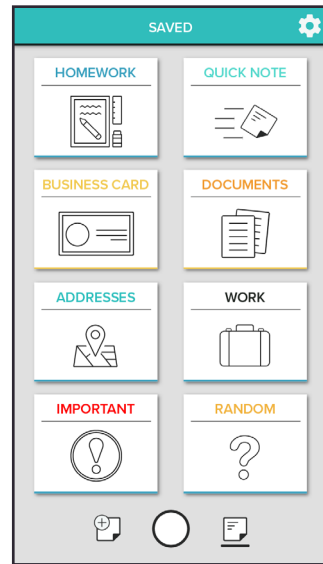 SAVED
HOMEWORK
QUICK NOTE
BUSINESS CARD
DOCUMENTS
ADDRESSES
WORK
IMPORTANT
RANDOM